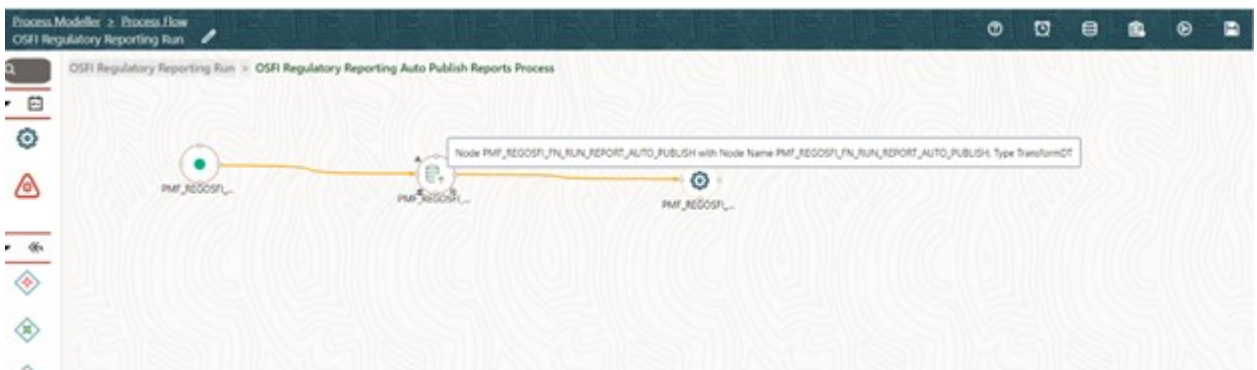 Process Modeller > Process Flow
OSFI Regulatory Reporting Run
OSFI Regulatory Reporting Run > OSFI Regulatory Reporting Auto Publish Reports Process
Node PMF_REGOSFI_FN_RUN_REPORT_AUTO_PUBLISH with Node Name PMF_REGOSFI_FN_RUN_REPORT_AUTO_PUBLISH, Type TransformDT
PMF_REGOSFI_...
PMF_REGOSFI_...
PMF_REGOSFI_...